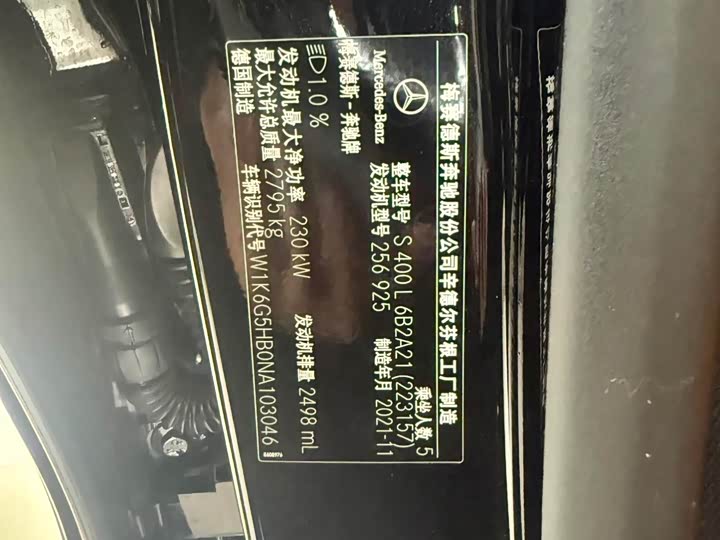 梅赛德斯奔驰股份公司辛德尔芬根工厂制造
Mercedes-Benz
梅赛德斯-奔驰牌
整车型号 S 400 L 6B2A21 (223157)
乘坐人数 5
发动机型号 256 925
制造年月 2021-11
1.0 %
发动机最大净功率 230 kW
发动机排量 2498 mL
最大允许总质量 2795 kg
德国制造
车辆识别代号 W1K6G5HB0NA103046